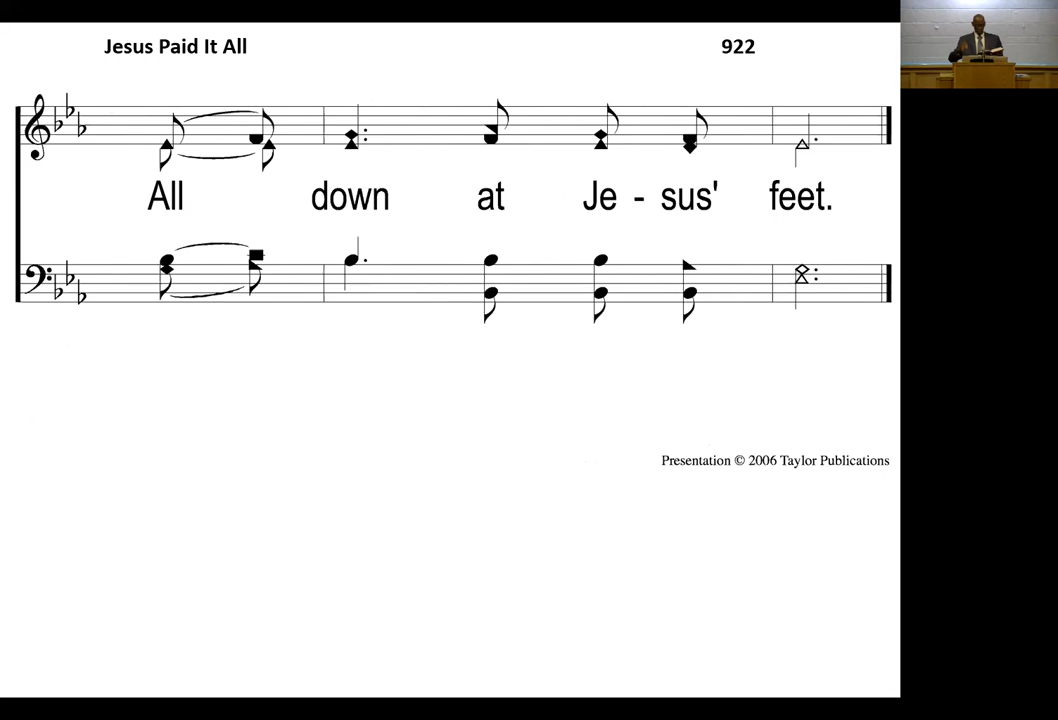 Jesus Paid It All 922
All down at Je - sus' feet.
Presentation © 2006 Taylor Publications